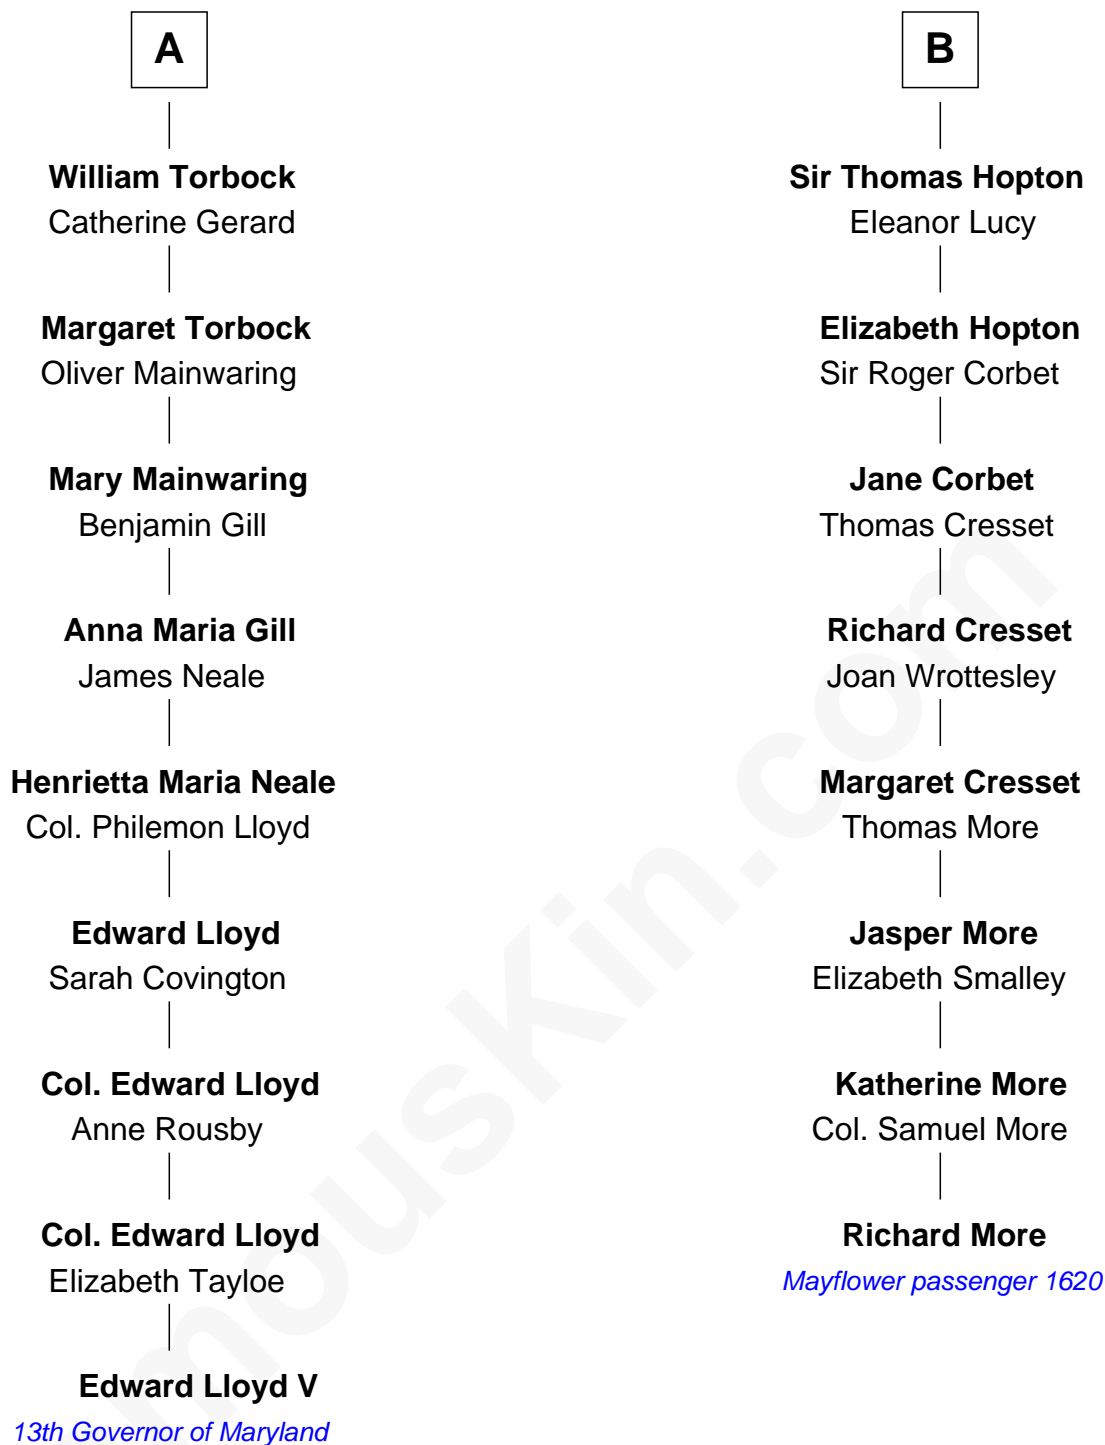 A
William Torbock
Catherine Gerard
Margaret Torbock
Oliver Mainwaring
Mary Mainwaring
Benjamin Gill
Anna Maria Gill
James Neale
Henrietta Maria Neale
Col. Philemon Lloyd
Edward Lloyd
Sarah Covington
Col. Edward Lloyd
Anne Rousby
Col. Edward Lloyd
Elizabeth Tayloe
Edward Lloyd V
13th Governor of Maryland
B
Sir Thomas Hopton
Eleanor Lucy
Elizabeth Hopton
Sir Roger Corbet
Jane Corbet
Thomas Cresset
Richard Cresset
Joan Wrottesley
Margaret Cresset
Thomas More
Jasper More
Elizabeth Smalley
Katherine More
Col. Samuel More
Richard More
Mayflower passenger 1620
mousKin.com